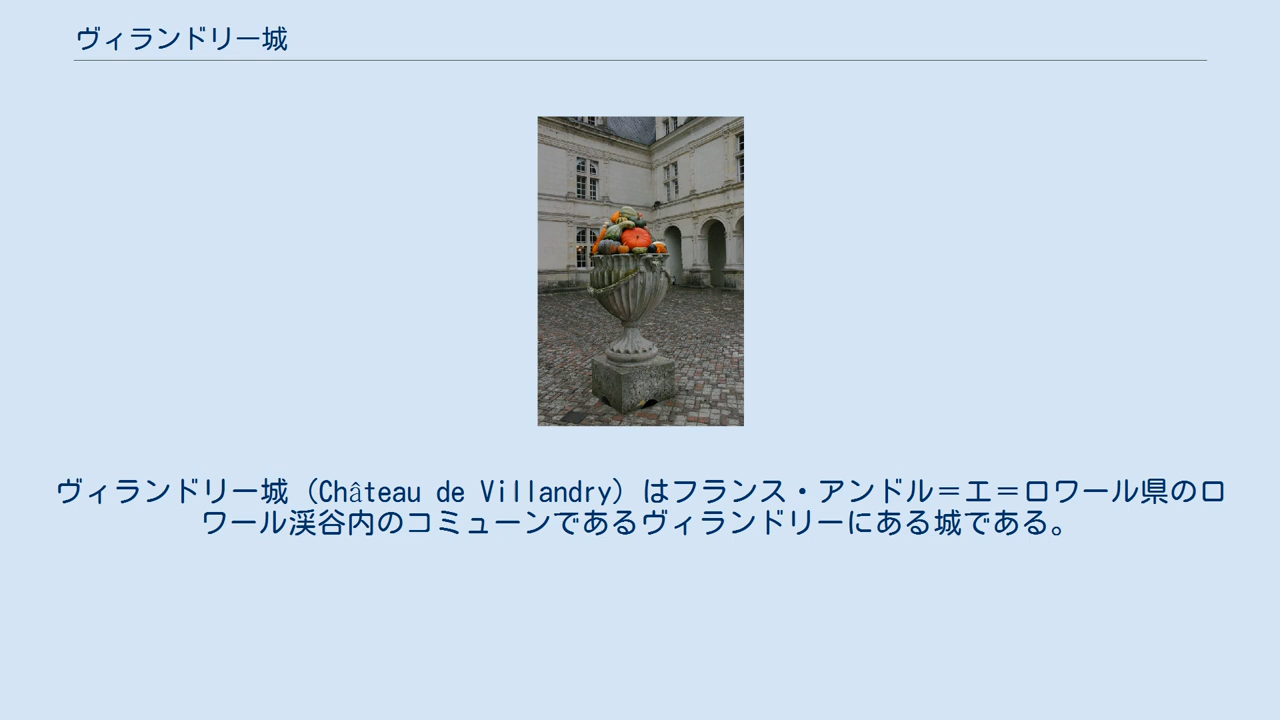 ヴィランドリー城
ヴィランドリー城（Château de Villandry）はフランス・アンドル＝エ＝ロワール県のロ
ワール渓谷内のコミューンであるヴィランドリーにある城である。